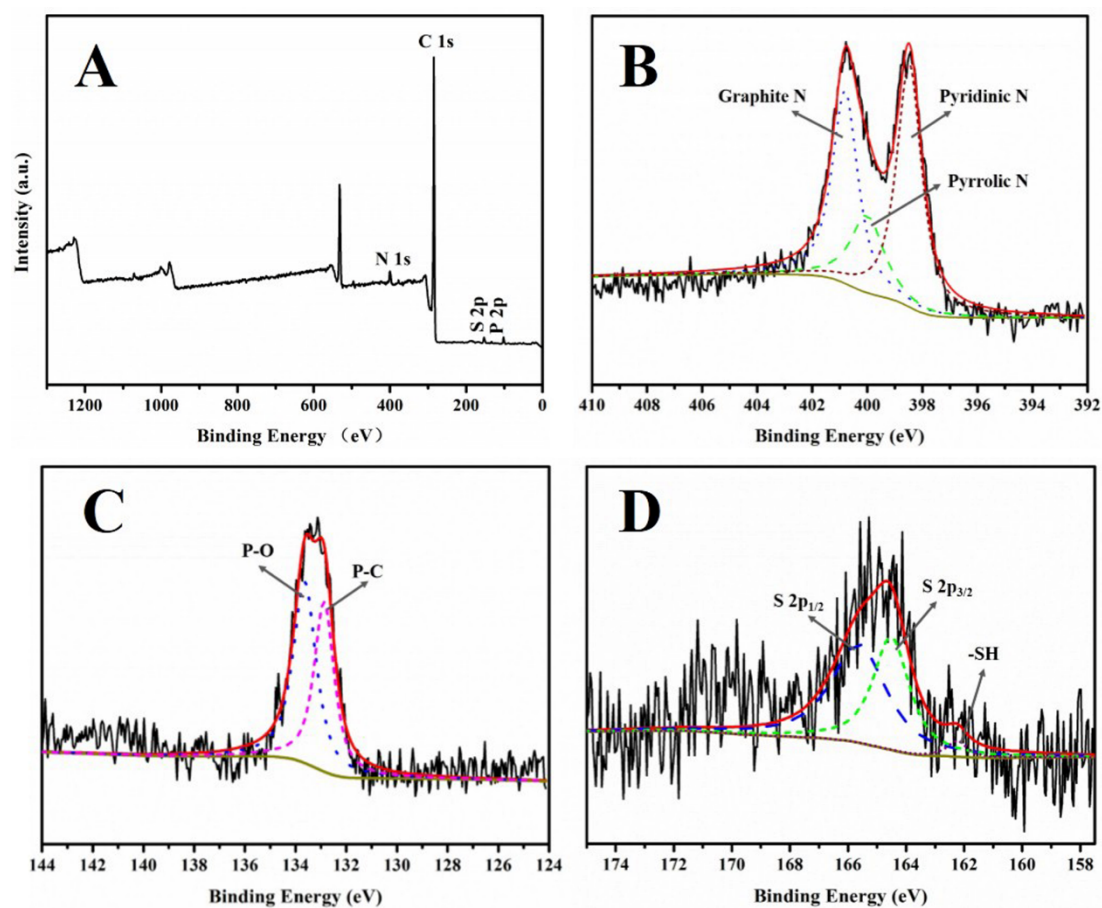 A
C 1s
N 1s
S 2p
P 2p
Intensity (a.u.)
1200 1000 800 600 400 200 0
Binding Energy (eV)
B
Graphite N
Pyridinic N
Pyrrolic N
410 408 406 404 402 400 398 396 394 392
Binding Energy (eV)
C
P-O
P-C
144 142 140 138 136 134 132 130 128 126 124
Binding Energy (eV)
D
S 2p1/2
S 2p3/2
-SH
174 172 170 168 166 164 162 160 158
Binding Energy (eV)